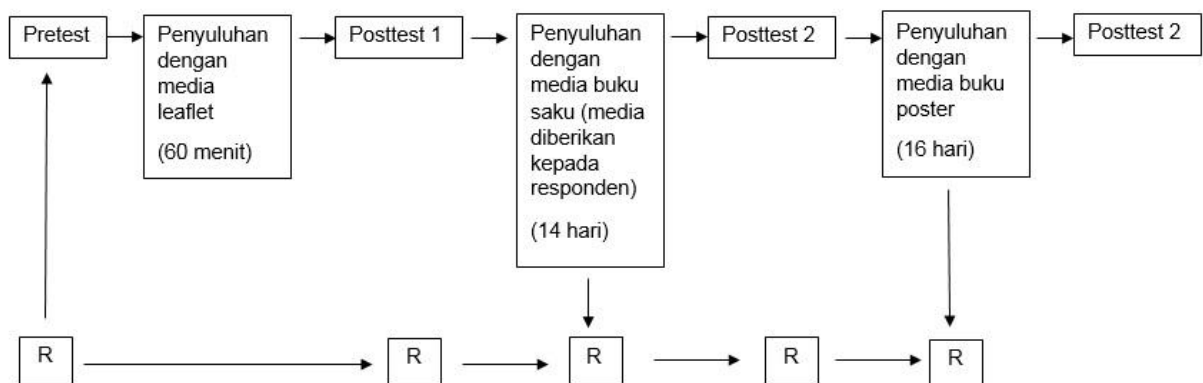 Pretest
Penyuluhan
dengan
media
leaflet
(60 menit)
Posttest 1
Penyuluhan
dengan
media buku
saku (media
diberikan
kepada
responden)
(14 hari)
Posttest 2
Penyuluhan
dengan
media buku
poster
(16 hari)
Posttest 2
R
R
R
R
R